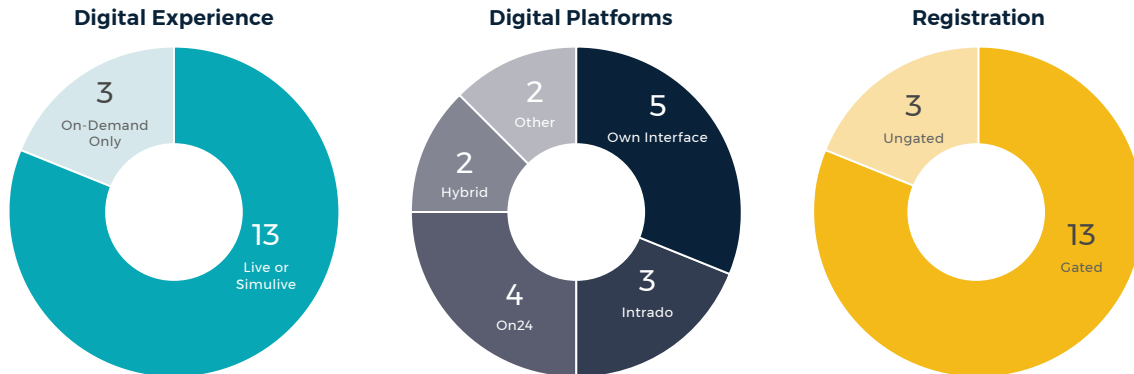 Digital Experience
3
On-Demand
Only
13
Live or
Simulive
Digital Platforms
2
Other
5
Own Interface
2
Hybrid
4
On24
3
Intrado
Registration
3
Ungated
13
Gated